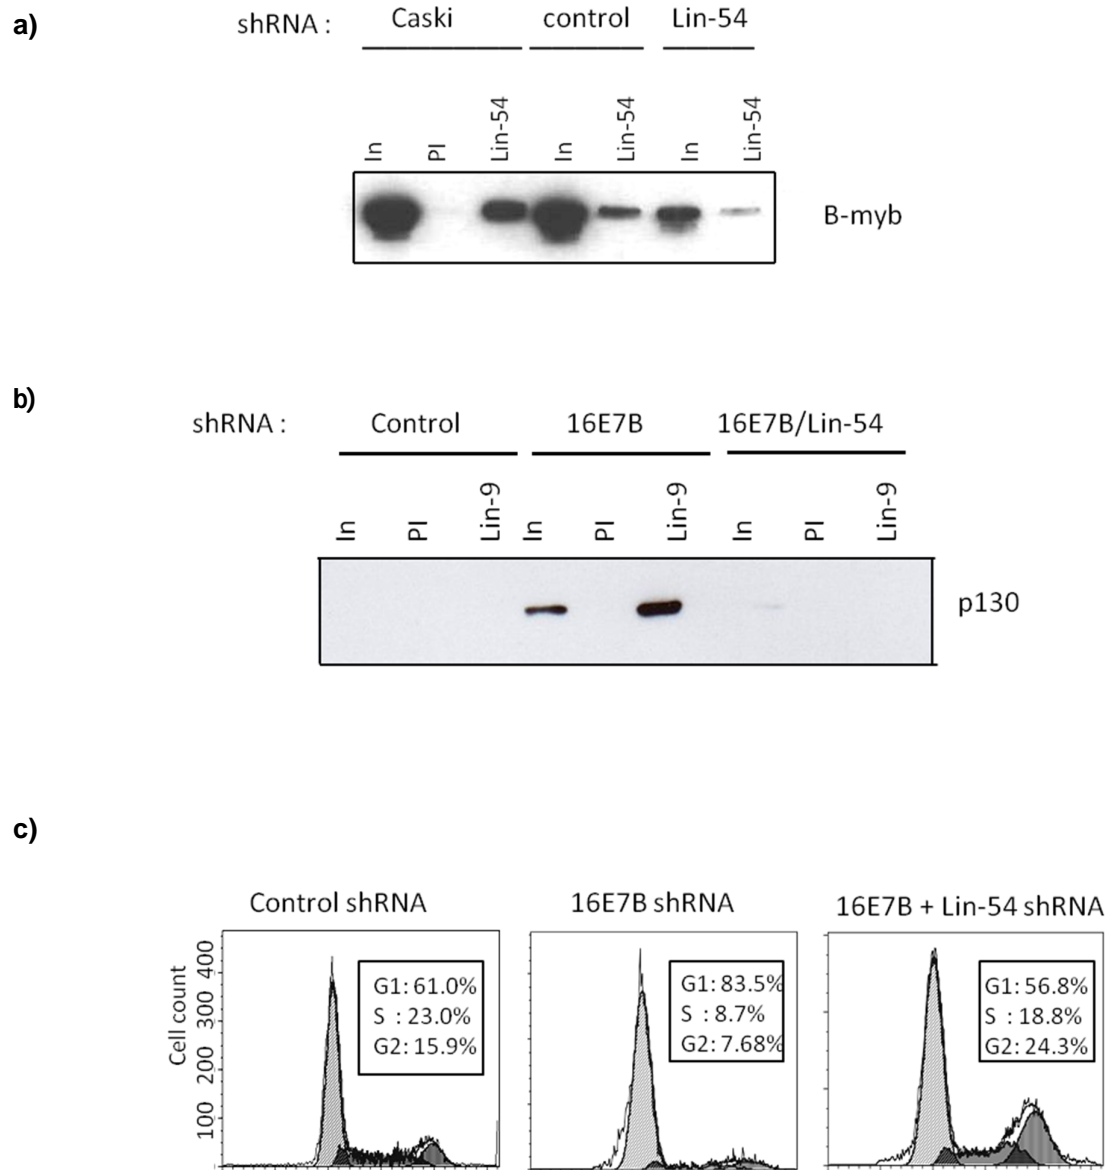 a)
shRNA : Caski control Lin-54
In PI Lin-54 In Lin-54 In Lin-54
B-myb
b)
shRNA : Control 16E7B 16E7B/Lin-54
In PI Lin-9 In PI Lin-9 In PI Lin-9
p130
c)
Control shRNA 16E7B shRNA 16E7B + Lin-54 shRNA
Cell count
400
300
200
100
G1: 61.0%
S : 23.0%
G2: 15.9%
G1: 83.5%
S : 8.7%
G2: 7.68%
G1: 56.8%
S : 18.8%
G2: 24.3%